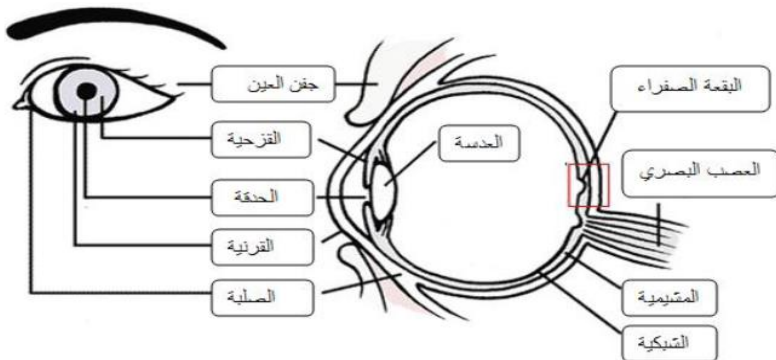 جفن العين
البقعة الصفراء
القزحية
العدسة
العصب البصري
الحدقة
القرنية
الصلبة
المشيمية
الشبكية